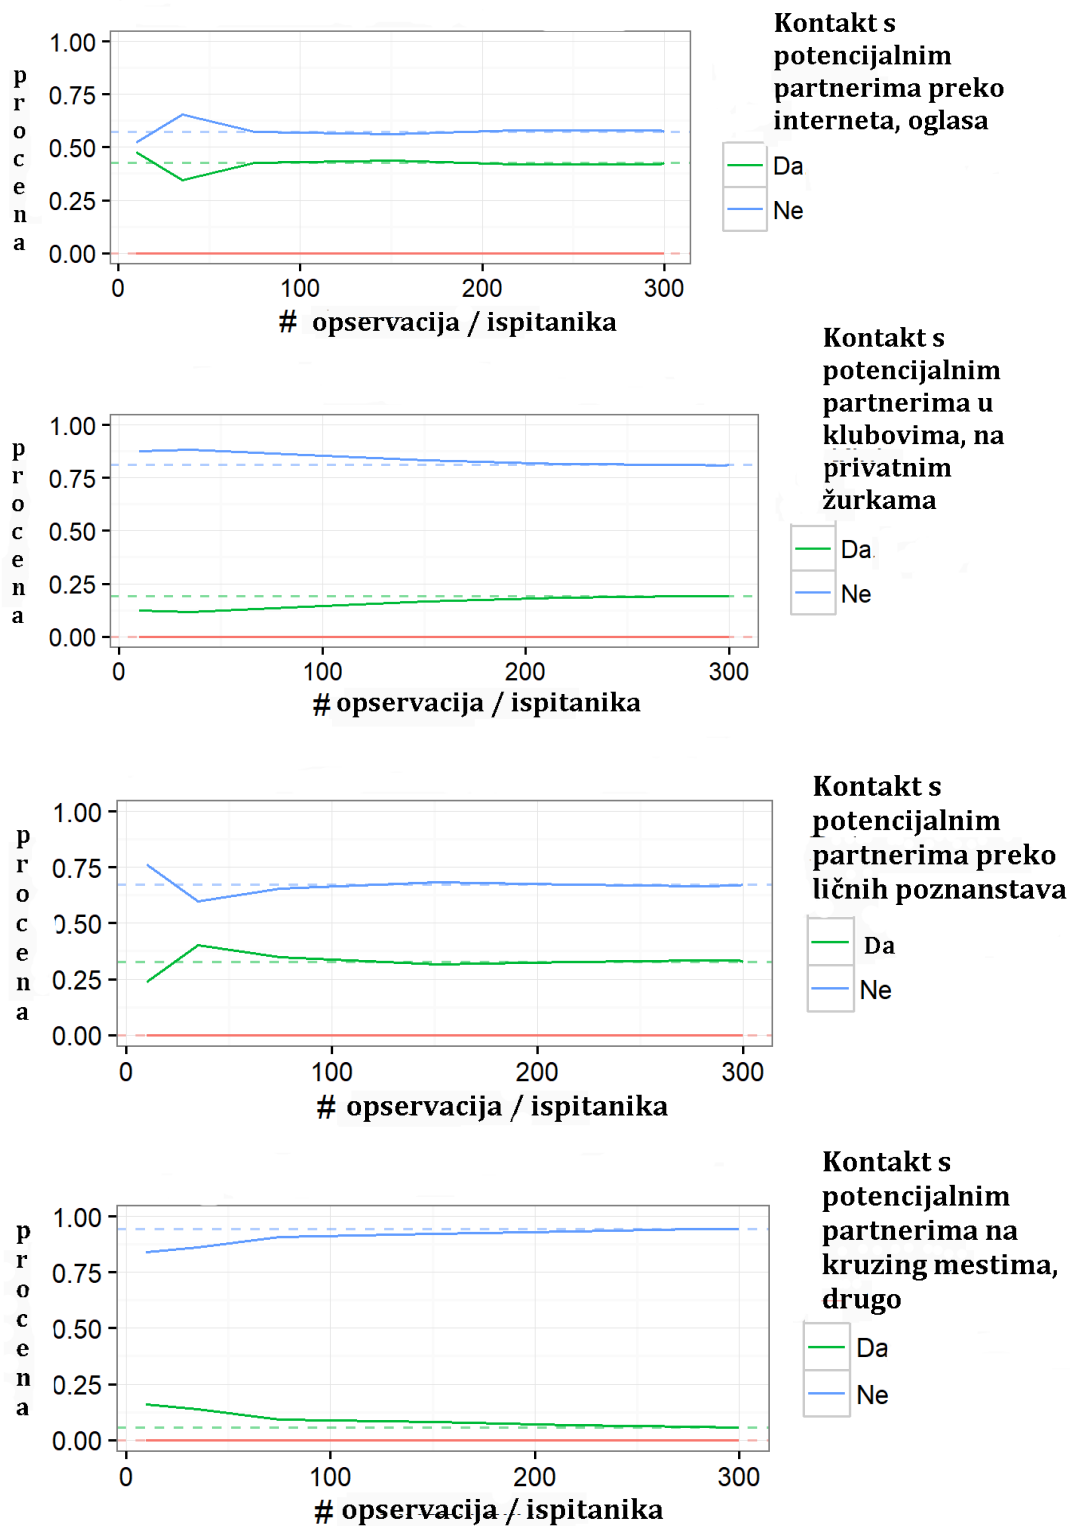 Kontakt s
potencijalnim
partnerima preko
interneta, oglasa
Da
Ne
procena
1.00
0.75
0.50
0.25
0.00
0 100 200 300
# opservacija / ispitanika
Kontakt s
potencijalnim
partnerima u
klubovima, na
privatnim
žurkama
Da
Ne
procena
1.00
0.75
0.50
0.25
0.00
0 100 200 300
# opservacija / ispitanika
Kontakt s
potencijalnim
partnerima preko
ličnih poznanstava
Da
Ne
procena
1.00
0.75
0.50
0.25
0.00
0 100 200 300
# opservacija / ispitanika
Kontakt s
potencijalnim
partnerima na
kruzing mestima,
drugo
Da
Ne
procena
1.00
0.75
0.50
0.25
0.00
0 100 200 300
# opservacija / ispitanika